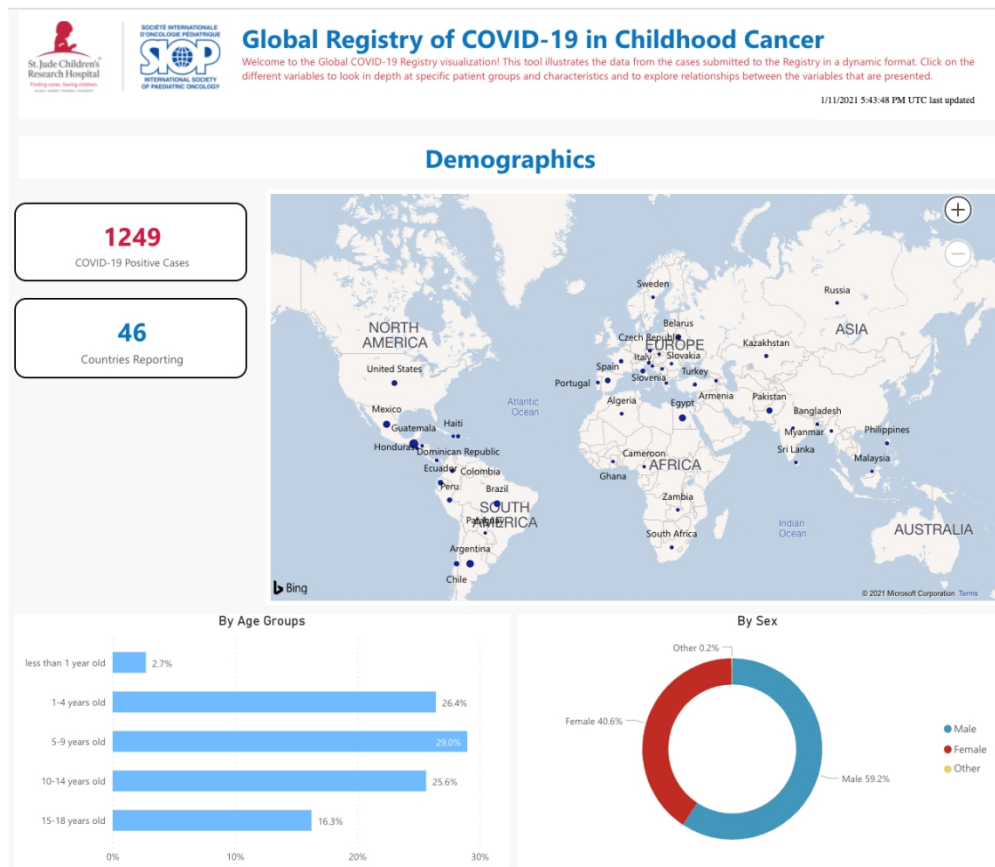 St. Jude Children's
Research Hospital
Finding cures. Saving children.
SOCIÉTÉ INTERNATIONALE
D'ONCOLOGIE PÉDIATRIQUE
SIOP
INTERNATIONAL SOCIETY
OF PAEDIATRIC ONCOLOGY
Global Registry of COVID-19 in Childhood Cancer
Welcome to the Global COVID-19 Registry visualization! This tool illustrates the data from the cases submitted to the Registry in a dynamic format. Click on the
different variables to look in depth at specific patient groups and characteristics and to explore relationships between the variables that are presented.
1/11/2021 5:43:48 PM UTC last updated
Demographics
1249
COVID-19 Positive Cases
46
Countries Reporting
Sweden
Russia
Belarus
NORTH
AMERICA
ASIA
Czech Republic
EUROPE
Kazakhstan
Italy
Slovakia
United States
Spain
Slovenia
Turkey
Portugal
Armenia
Pakistan
Atlantic
Ocean
Algeria
Egypt
Mexico
Bangladesh
Guatemala
Haiti
Myanmar
Philippines
Honduras
Dominican Republic
Cameroon
Sri Lanka
Malaysia
Ecuador
Colombia
AFRICA
Ghana
Peru
Brazil
Zambia
SOUTH
AMERICA
Paraguay
Indian
Ocean
AUSTRALIA
South Africa
Argentina
Chile
Bing
© 2021 Microsoft Corporation Terms
By Age Groups
less than 1 year old 2.7%
1-4 years old 26.4%
5-9 years old 29.0%
10-14 years old 25.6%
15-18 years old 16.3%
0% 10% 20% 30%
By Sex
Other 0.2%
Female 40.6%
Male 59.2%
Male
Female
Other